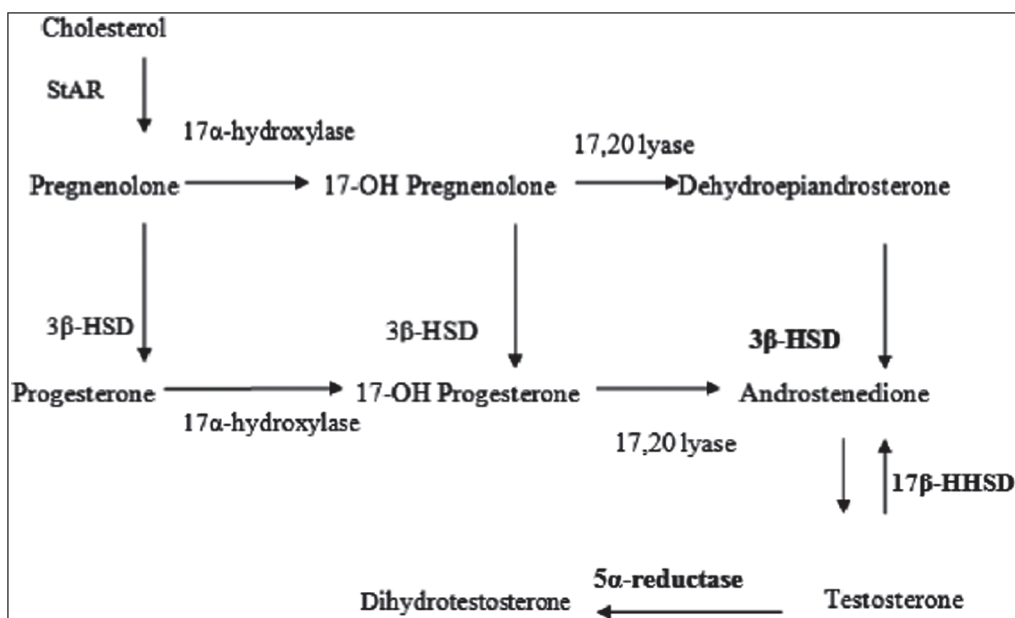 Cholesterol
StAR
17α-hydroxylase
17,20 lyase
Pregnenolone
17-OH Pregnenolone
Dehydroepiandrosterone
3β-HSD
3β-HSD
3β-HSD
Progesterone
17-OH Progesterone
Androstenedione
17α-hydroxylase
17,20 lyase
17β-HHSD
5α-reductase
Dihydrotestosterone
Testosterone